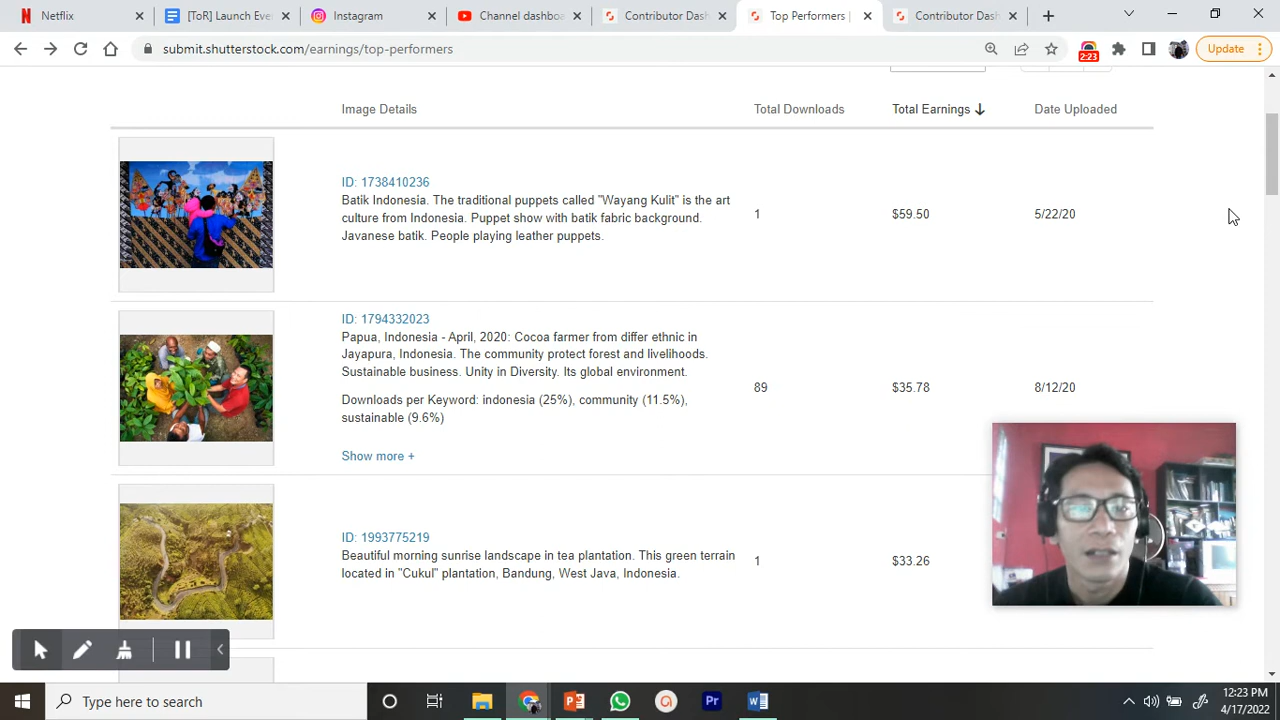 Netflix
[ToR] Launch Eve
Instagram
Channel dashbo
Contributor Dash
Top Performers |
Contributor Dash
submit.shutterstock.com/earnings/top-performers
2:23
Update
Image Details
Total Downloads
Total Earnings
Date Uploaded
ID: 1738410236
Batik Indonesia. The traditional puppets called "Wayang Kulit" is the art
culture from Indonesia. Puppet show with batik fabric background.
Javanese batik. People playing leather puppets.
1
$59.50
5/22/20
ID: 1794332023
Papua, Indonesia - April, 2020: Cocoa farmer from differ ethnic in
Jayapura, Indonesia. The community protect forest and livelihoods.
Sustainable business. Unity in Diversity. Its global environment.
Downloads per Keyword: indonesia (25%), community (11.5%),
sustainable (9.6%)
Show more +
89
$35.78
8/12/20
ID: 1993775219
Beautiful morning sunrise landscape in tea plantation. This green terrain
located in "Cukul" plantation, Bandung, West Java, Indonesia.
1
$33.26
Type here to search
Pr
12:23 PM
4/17/2022